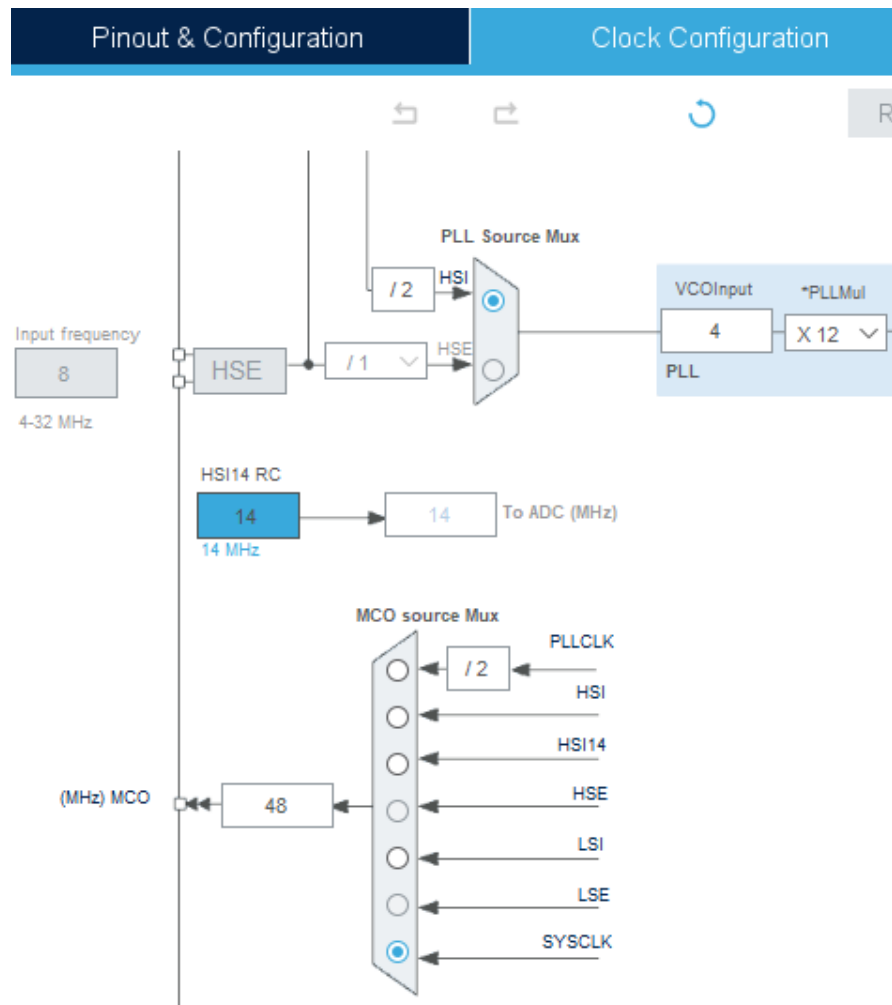 Pinout & Configuration
Clock Configuration
R
PLL Source Mux
/ 2
HSI
VCOInput
*PLLMul
4
X 12
PLL
Input frequency
8
4-32 MHz
HSE
/ 1
HSE
HSI14 RC
14
14 MHz
14
To ADC (MHz)
MCO source Mux
PLLCLK
/ 2
HSI
HSI14
(MHz) MCO
48
HSE
LSI
LSE
SYSCLK